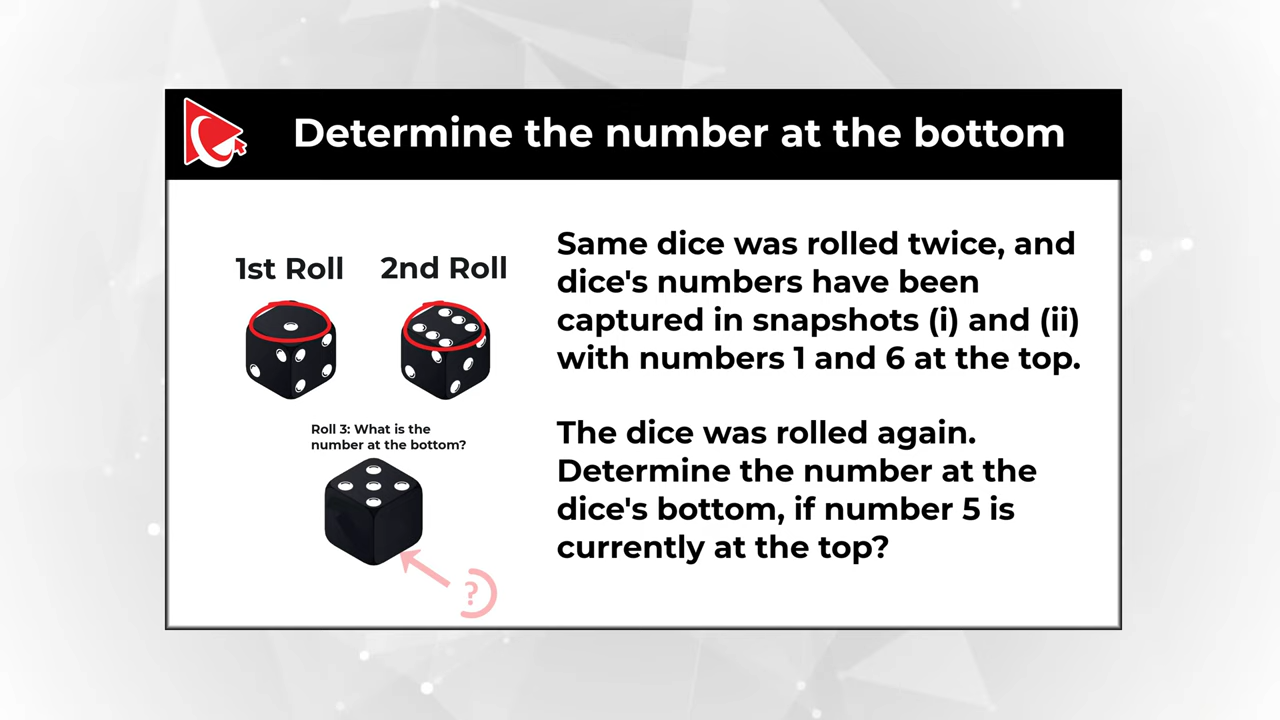 Determine the number at the bottom
1st Roll
2nd Roll
Same dice was rolled twice, and
dice's numbers have been
captured in snapshots (i) and (ii)
with numbers 1 and 6 at the top.
Roll 3: What is the
number at the bottom?
The dice was rolled again.
Determine the number at the
dice's bottom, if number 5 is
currently at the top?
?